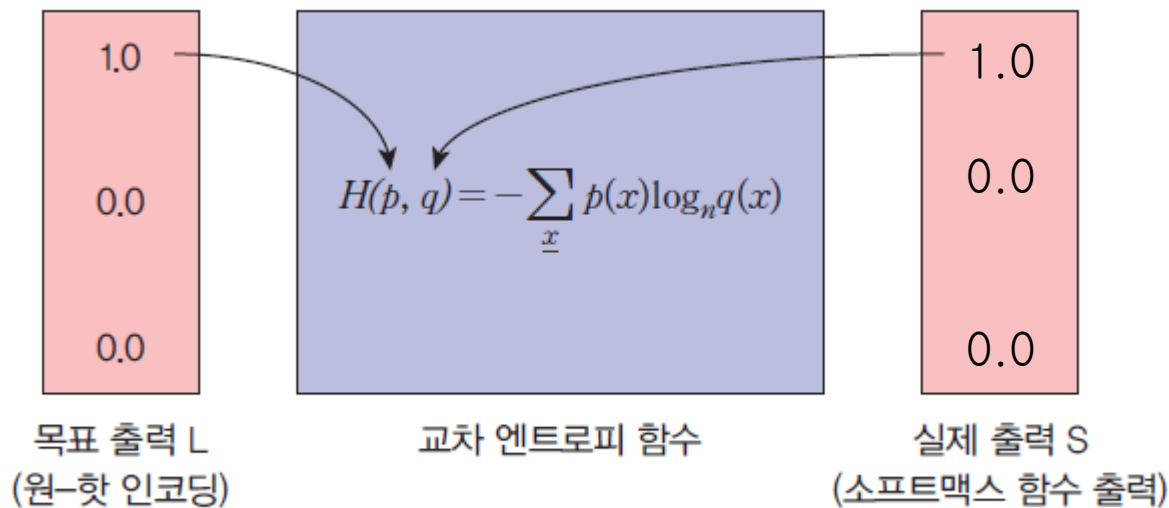 1.0
0.0
0.0
목표 출력 L
(원-핫 인코딩)
H(p, q)=-∑p(x)logₙq(x)
x
교차 엔트로피 함수
1.0
0.0
0.0
실제 출력 S
(소프트맥스 함수 출력)